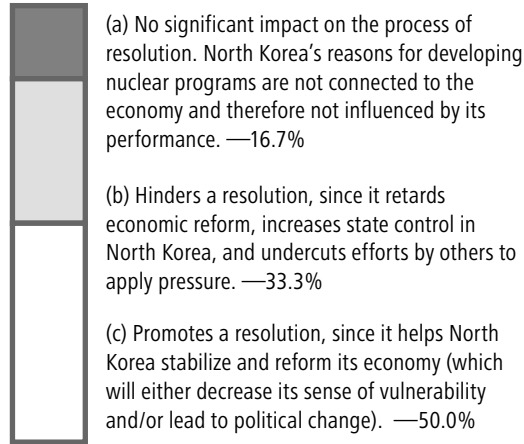 (a) No significant impact on the process of
resolution. North Korea’s reasons for developing
nuclear programs are not connected to the
economy and therefore not influenced by its
performance. —16.7%
(b) Hinders a resolution, since it retards
economic reform, increases state control in
North Korea, and undercuts efforts by others to
apply pressure. —33.3%
(c) Promotes a resolution, since it helps North
Korea stabilize and reform its economy (which
will either decrease its sense of vulnerability
and/or lead to political change). —50.0%